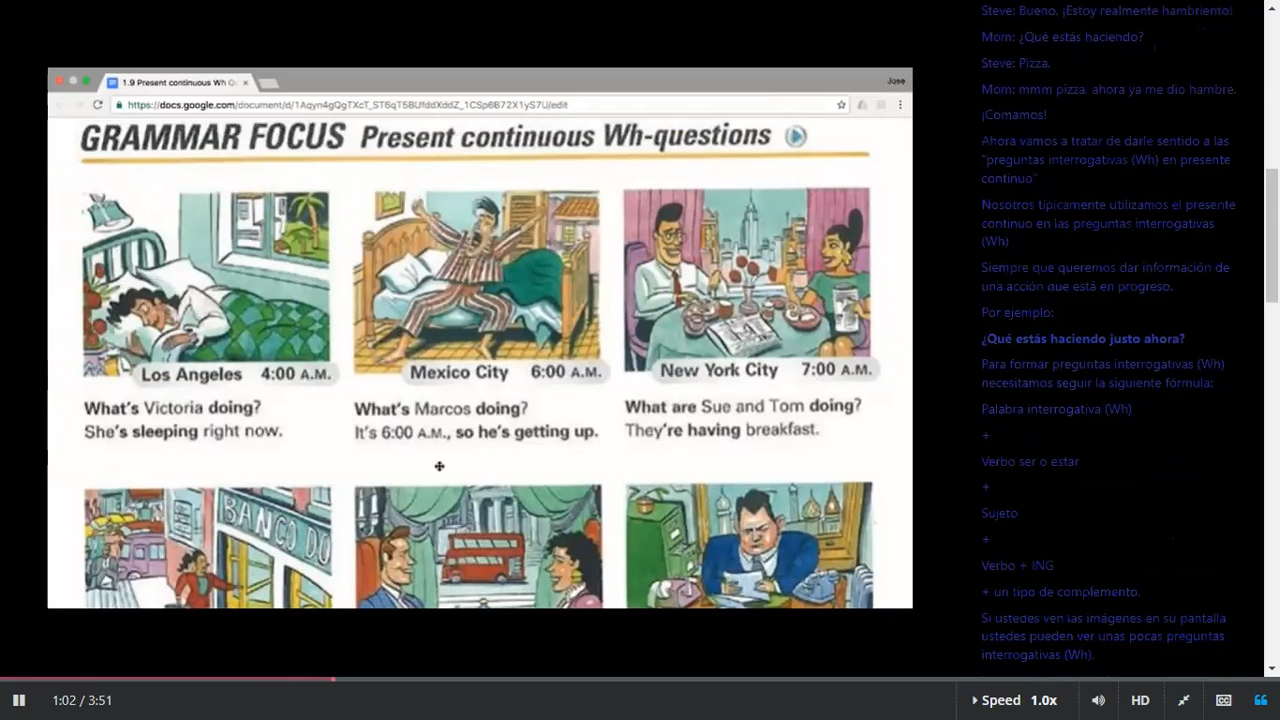 1.9 Present continuous Wh Q
Jose
https://docs.google.com/document/d/1Aqyn4gQgTXcT_ST6qT5BUfddXddZ_1CSp6B72X1yS7U/edit
GRAMMAR FOCUS Present continuous Wh-questions
Los Angeles 4:00 A.M.
Mexico City 6:00 A.M.
New York City 7:00 A.M.
What's Victoria doing?
She's sleeping right now.
What's Marcos doing?
It's 6:00 A.M., so he's getting up.
What are Sue and Tom doing?
They're having breakfast.
BANCO DO
Steve: Bueno, ¡Estoy realmente hambriento!
Mom: ¿Qué estás haciendo?
Steve: Pizza.
Mom: mmm pizza, ahora ya me dio hambre.
¡Comamos!
Ahora vamos a tratar de darle sentido a las
"preguntas interrogativas (Wh) en presente
continuo"
Nosotros típicamente utilizamos el presente
continuo en las preguntas interrogativas
(Wh)
Siempre que queremos dar información de
una acción que está en progreso.
Por ejemplo:
¿Qué estás haciendo justo ahora?
Para formar preguntas interrogativas (Wh)
necesitamos seguir la siguiente fórmula:
Palabra interrogativa (Wh)
+
Verbo ser o estar
+
Sujeto
+
Verbo + ING
+ un tipo de complemento.
Si ustedes ven las imágenes en su pantalla
ustedes pueden ver unas pocas preguntas
interrogativas (Wh).
1:02 / 3:51
Speed 1.0x
HD
CC